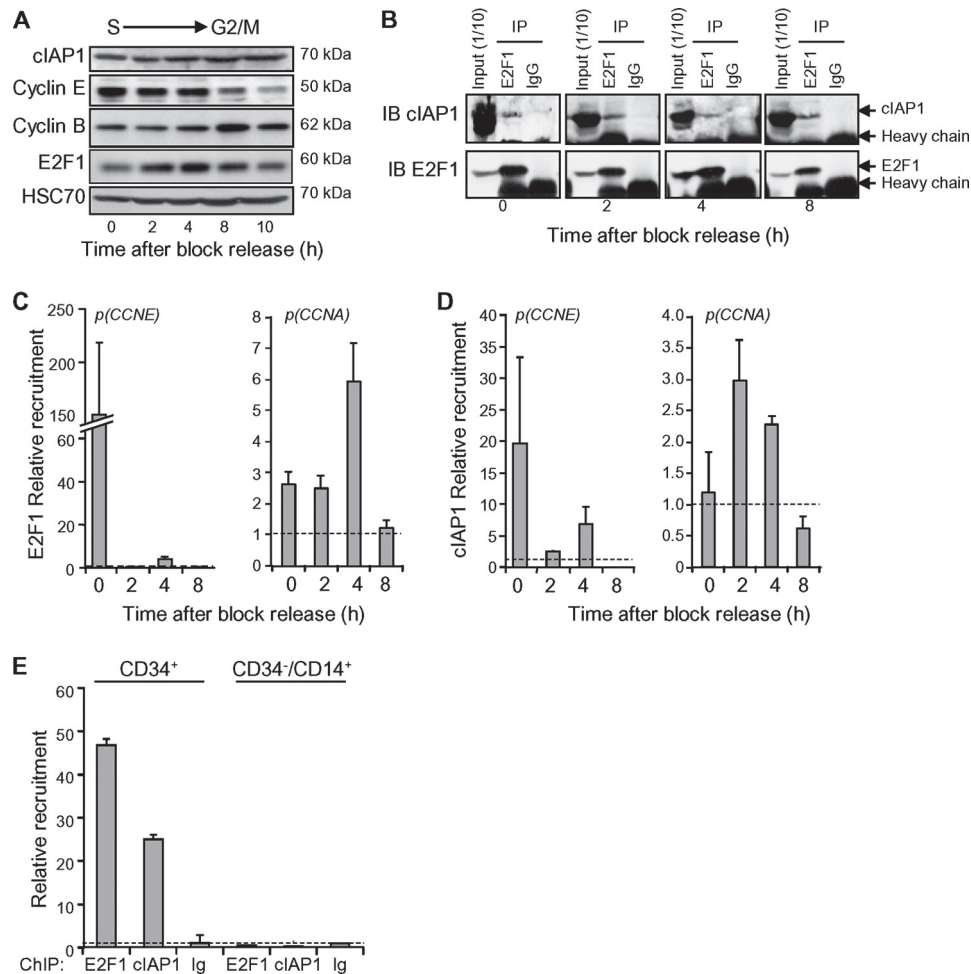 A
S G2/M
cIAP1 70 kDa
Cyclin E 50 kDa
Cyclin B 62 kDa
E2F1 60 kDa
HSC70 70 kDa
0 2 4 8 10
Time after block release (h)
B
IP IP IP IP
Input (1/10) E2F1 IgG Input (1/10) E2F1 IgG Input (1/10) E2F1 IgG Input (1/10) E2F1 IgG
IB cIAP1 cIAP1
Heavy chain
IB E2F1 E2F1
Heavy chain
0 2 4 8
Time after block release (h)
C
E2F1 Relative recruitment
p(CCNE)
250
200
150
60
40
20
0
0 2 4 8
p(CCNA)
8
7
6
5
4
3
2
1
0
0 2 4 8
Time after block release (h)
D
cIAP1 Relative recruitment
p(CCNE)
40
35
30
25
20
15
10
5
0
0 2 4 8
p(CCNA)
4.0
3.5
3.0
2.5
2.0
1.5
1.0
0.5
0
0 2 4 8
Time after block release (h)
E
CD34+ CD34-/CD14+
Relative recruitment
60
50
40
30
20
10
0
ChIP: E2F1 cIAP1 Ig E2F1 cIAP1 Ig